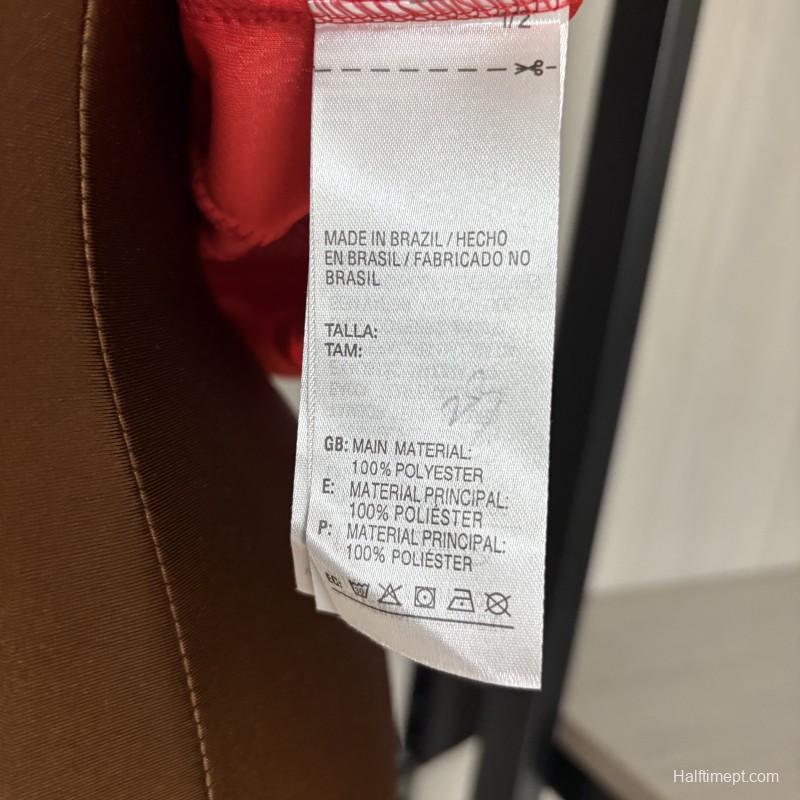 1/2
MADE IN BRAZIL / HECHO
EN BRASIL / FABRICADO NO
BRASIL
TALLA:
TAM:
GB: MAIN MATERIAL:
100% POLYESTER
E: MATERIAL PRINCIPAL:
100% POLIÉSTER
P: MATERIAL PRINCIPAL:
100% POLIÉSTER
EC:
Halftimept.com